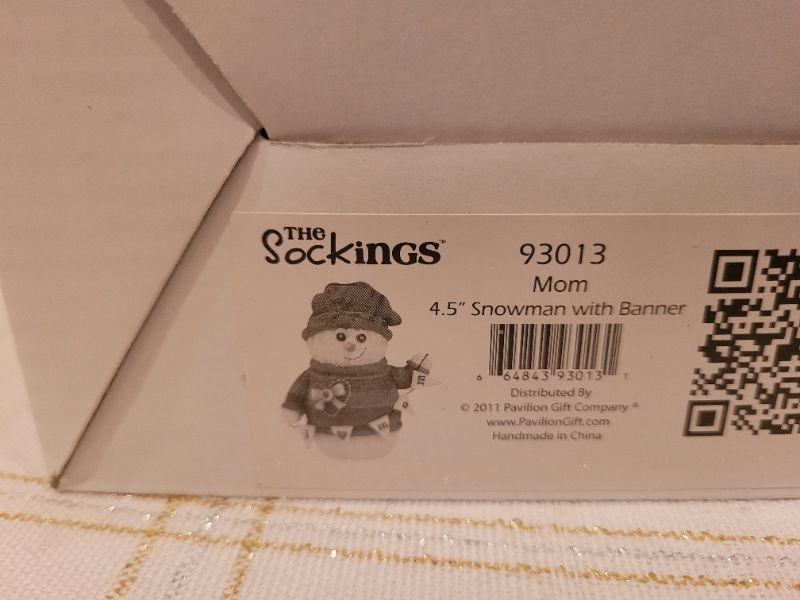 THE
Sockings™
93013
Mom
4.5" Snowman with Banner
6 64843 93013 1
Distributed By
© 2011 Pavilion Gift Company ®
www.PavilionGift.com
Handmade in China